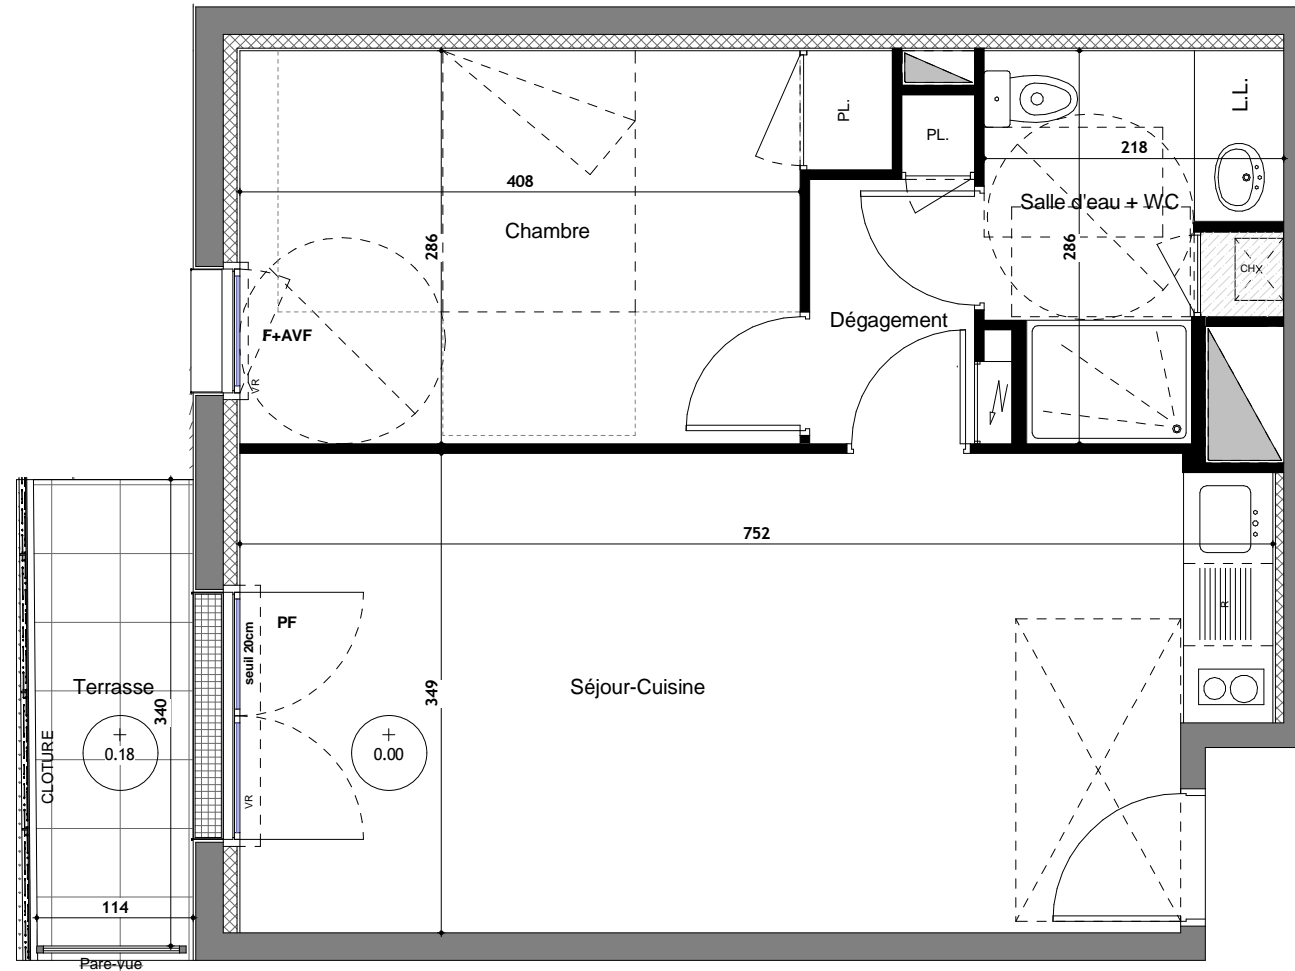 PL.
PL.
L.L.
218
408
Salle d'eau + WC
Chambre
286
286
CHX
Dégagement
F+AVF
VR
752
PF
seuil 20cm
R
Terrasse
340
349
Séjour-Cuisine
CLOTURE
0.18
0.00
VR
114
Pare-vue